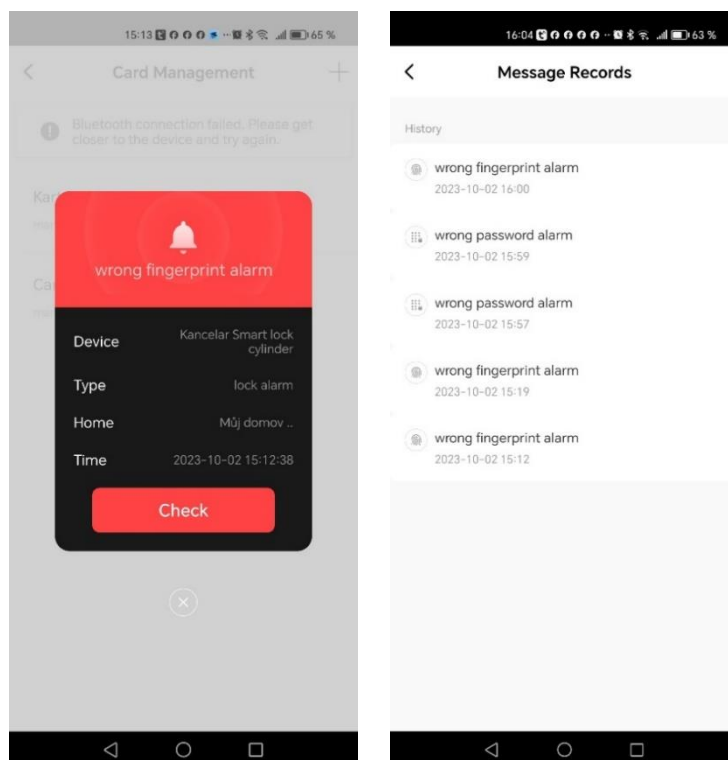 15:13 65 %
Card Management
Bluetooth connection failed. Please get
closer to the device and try again.
wrong fingerprint alarm
Device Kancelar Smart lock
cylinder
Type lock alarm
Home Můj domov ..
Time 2023-10-02 15:12:38
Check
16:04 63 %
Message Records
History
wrong fingerprint alarm
2023-10-02 16:00
wrong password alarm
2023-10-02 15:59
wrong password alarm
2023-10-02 15:57
wrong fingerprint alarm
2023-10-02 15:19
wrong fingerprint alarm
2023-10-02 15:12